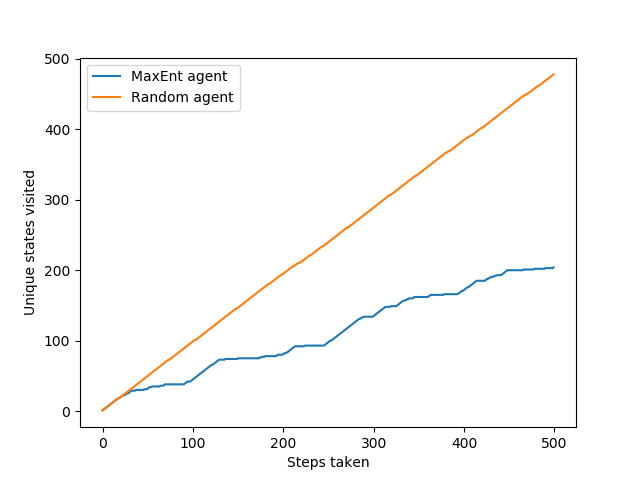 500
400
300
200
100
0
Unique states visited
MaxEnt agent
Random agent
0 100 200 300 400 500
Steps taken